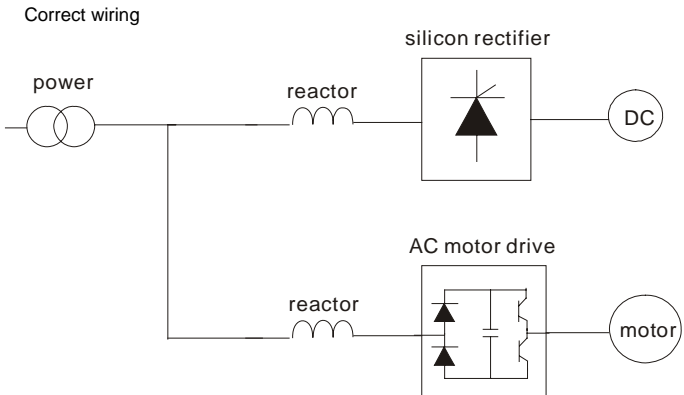 Correct wiring
silicon rectifier
power
reactor
DC
AC motor drive
reactor
motor